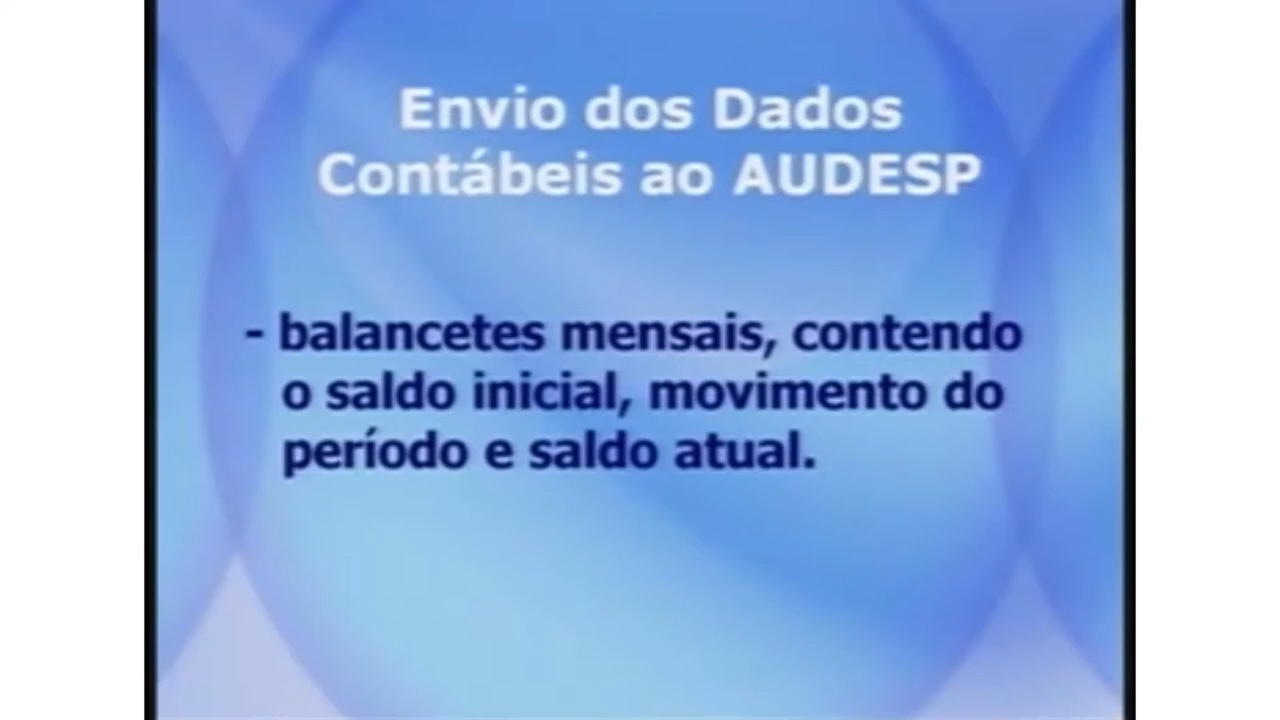 Envio dos Dados
Contábeis ao AUDESP
- balancetes mensais, contendo
o saldo inicial, movimento do
período e saldo atual.